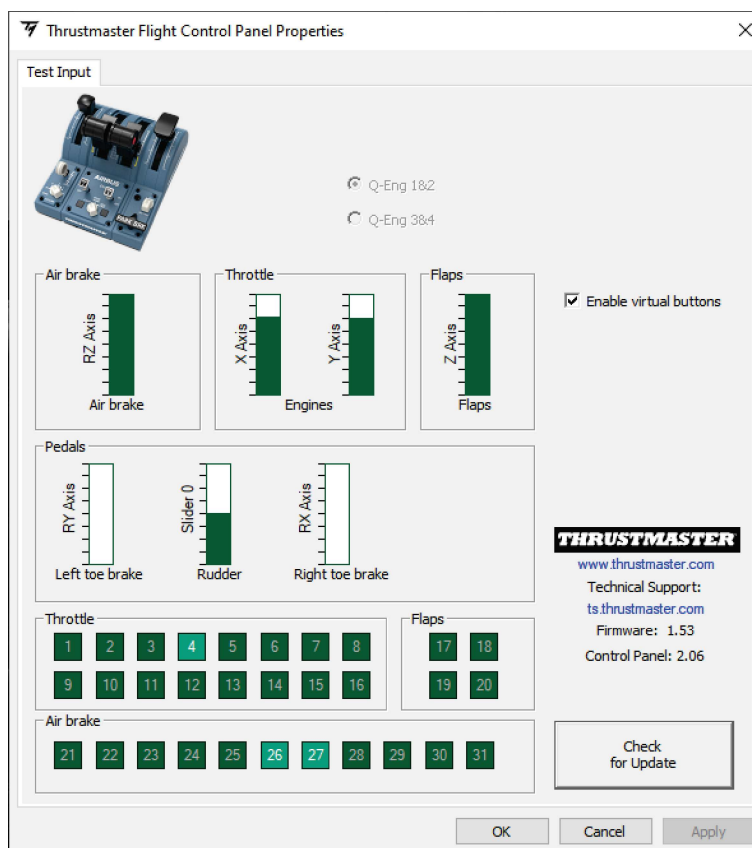 Thrustmaster Flight Control Panel Properties
Test Input
AIRBUS
Q-Eng 1&2
Q-Eng 3&4
Air brake
Throttle
Flaps
RZ Axis
X Axis
Y Axis
Z Axis
Enable virtual buttons
Air brake
Engines
Flaps
Pedals
RY Axis
Slider 0
RX Axis
Left toe brake
Rudder
Right toe brake
THRUSTMASTER
www.thrustmaster.com
Technical Support:
ts.thrustmaster.com
Firmware: 1.53
Control Panel: 2.06
Throttle
1 2 3 4 5 6 7 8
9 10 11 12 13 14 15 16
Flaps
17 18
19 20
Air brake
21 22 23 24 25 26 27 28 29 30 31
Check
for Update
OK
Cancel
Apply